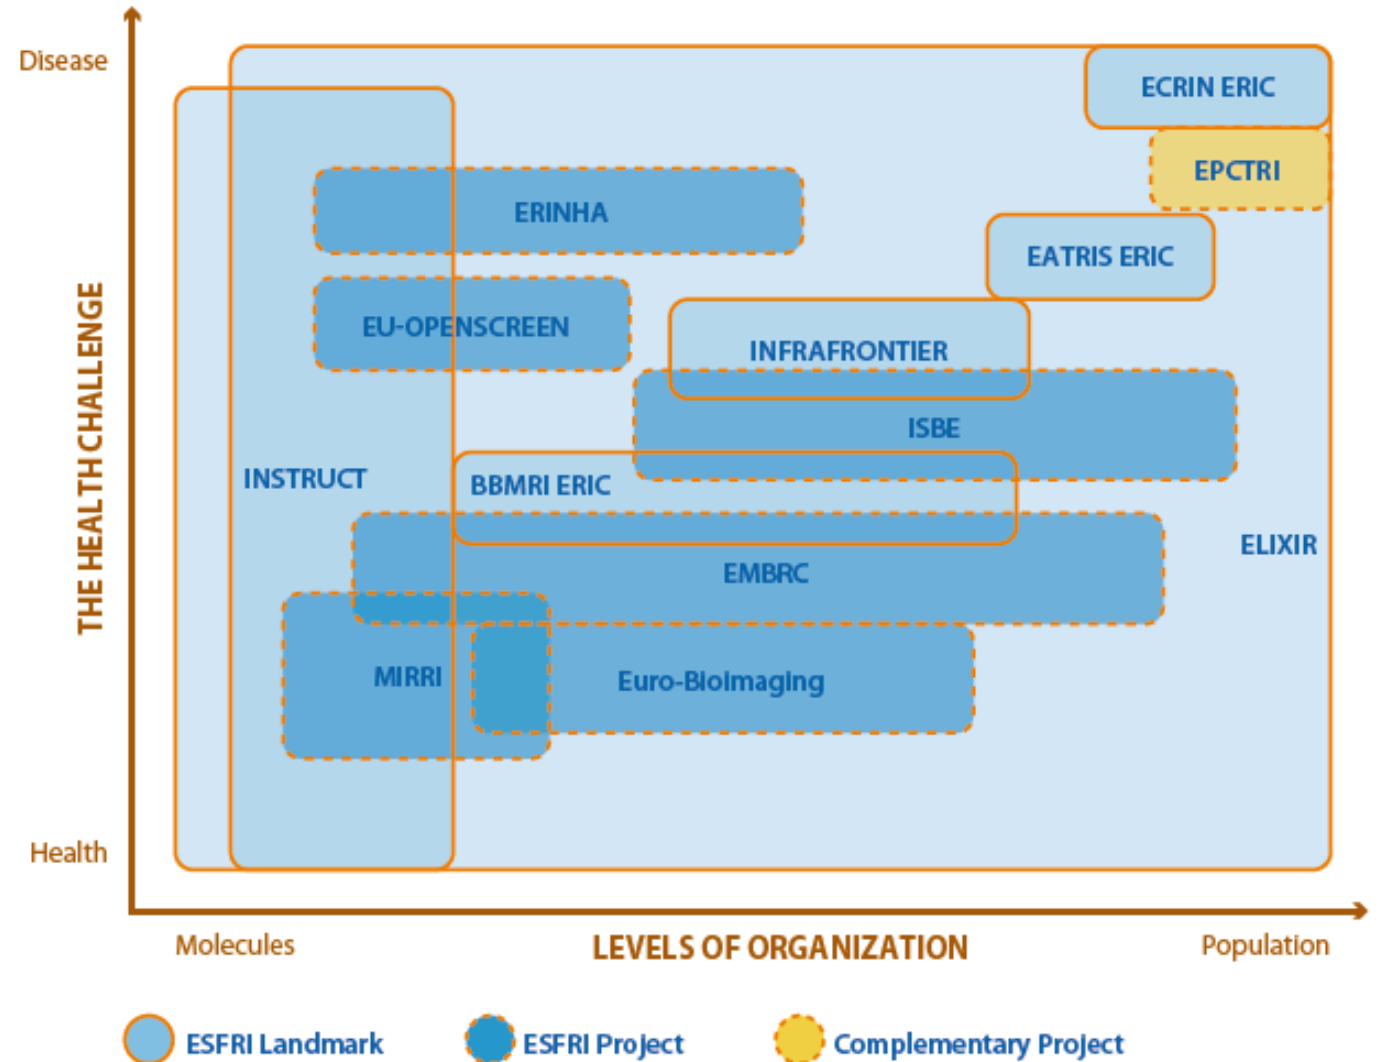 Disease
ECRIN ERIC
EPCTRI
ERINHA
EATRIS ERIC
EU-OPENSCREEN
INFRAFRONTIER
ISBE
THE HEALTH CHALLENGE
INSTRUCT
BBMRI ERIC
ELIXIR
EMBRC
MIRRI
Euro-BioImaging
Health
Molecules
LEVELS OF ORGANIZATION
Population
ESFRI Landmark
ESFRI Project
Complementary Project